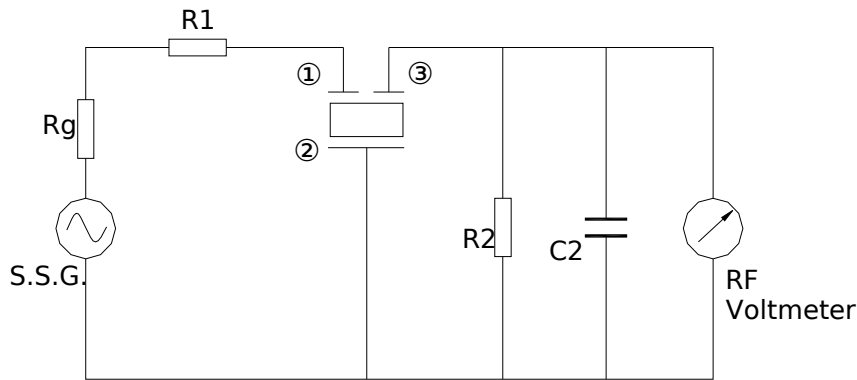 R1
①
③
Rg
②
R2
C2
S.S.G.
RF
Voltmeter